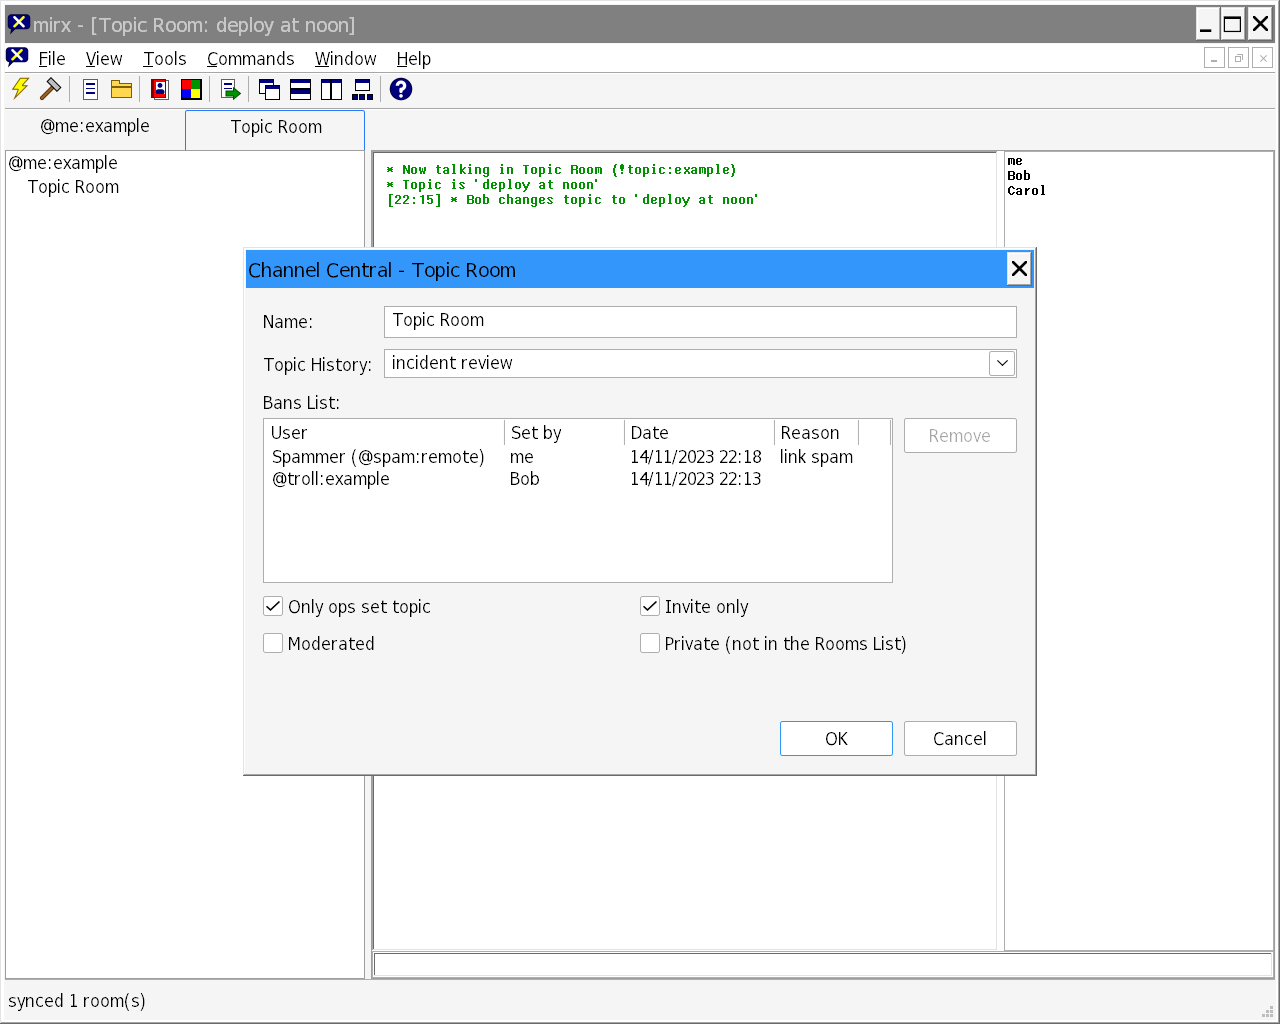 mirx - [Topic Room: deploy at noon]
File View Tools Commands Window Help
@me:example Topic Room
@me:example
Topic Room
* Now talking in Topic Room (!topic:example)
* Topic is 'deploy at noon'
[22:15] * Bob changes topic to 'deploy at noon'
me
Bob
Carol
Channel Central - Topic Room
Name: Topic Room
Topic History: incident review
Bans List:
User Set by Date Reason
Spammer (@spam:remote) me 14/11/2023 22:18 link spam
@troll:example Bob 14/11/2023 22:13
Remove
Only ops set topic Invite only
Moderated Private (not in the Rooms List)
OK Cancel
synced 1 room(s)